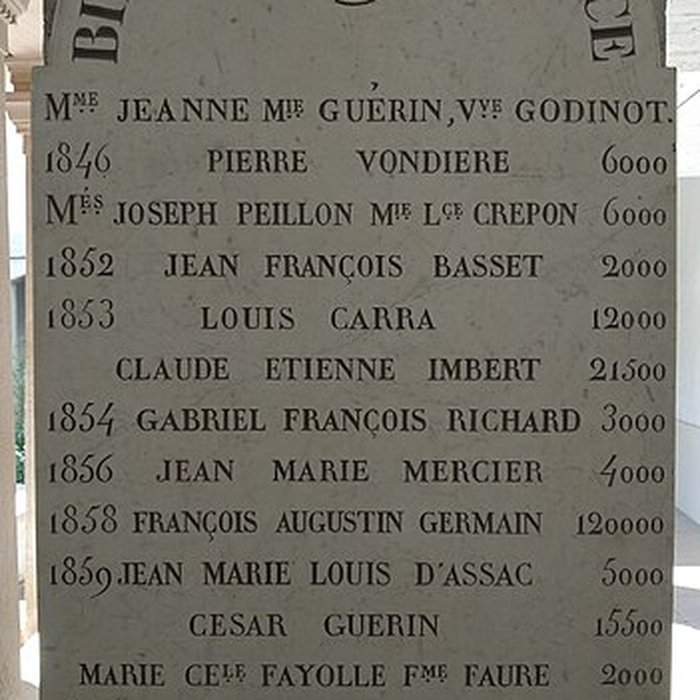 Mᴹᴱ JEANNE Mᴵᴱ GUÉRIN, Vⱽᴱ GODINOT.
1846 PIERRE VONDIERE 6000
Mᴱ́ˢ JOSEPH PEILLON Mᴵᴱ Lᶜᴱ CREPON 6000
1852 JEAN FRANÇOIS BASSET 2000
1853 LOUIS CARRA 12000
CLAUDE ETIENNE IMBERT 21500
1854 GABRIEL FRANÇOIS RICHARD 3000
1856 JEAN MARIE MERCIER 4000
1858 FRANÇOIS AUGUSTIN GERMAIN 120000
1859 JEAN MARIE LOUIS D'ASSAC 5000
CESAR GUERIN 15500
MARIE CEᴸᴱ FAYOLLE Fᴹᴱ FAURE 2000